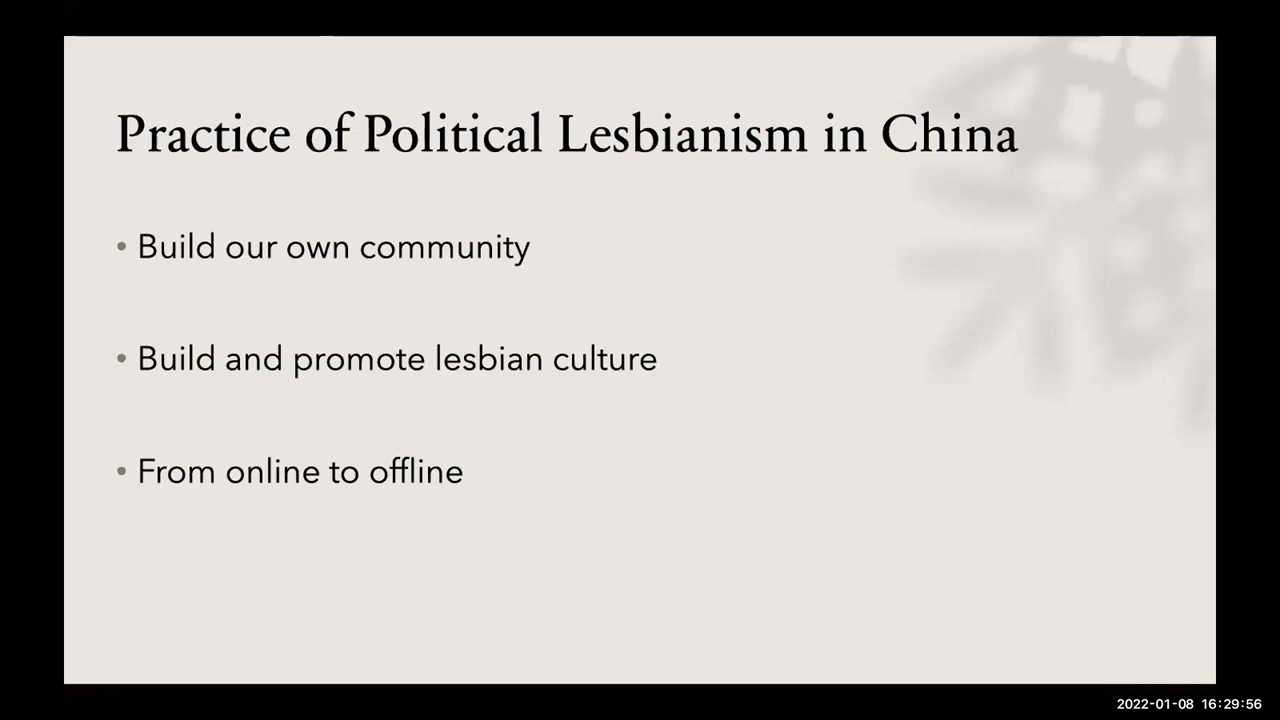 Practice of Political Lesbianism in China
• Build our own community
• Build and promote lesbian culture
• From online to offline
2022-01-08 16:29:56